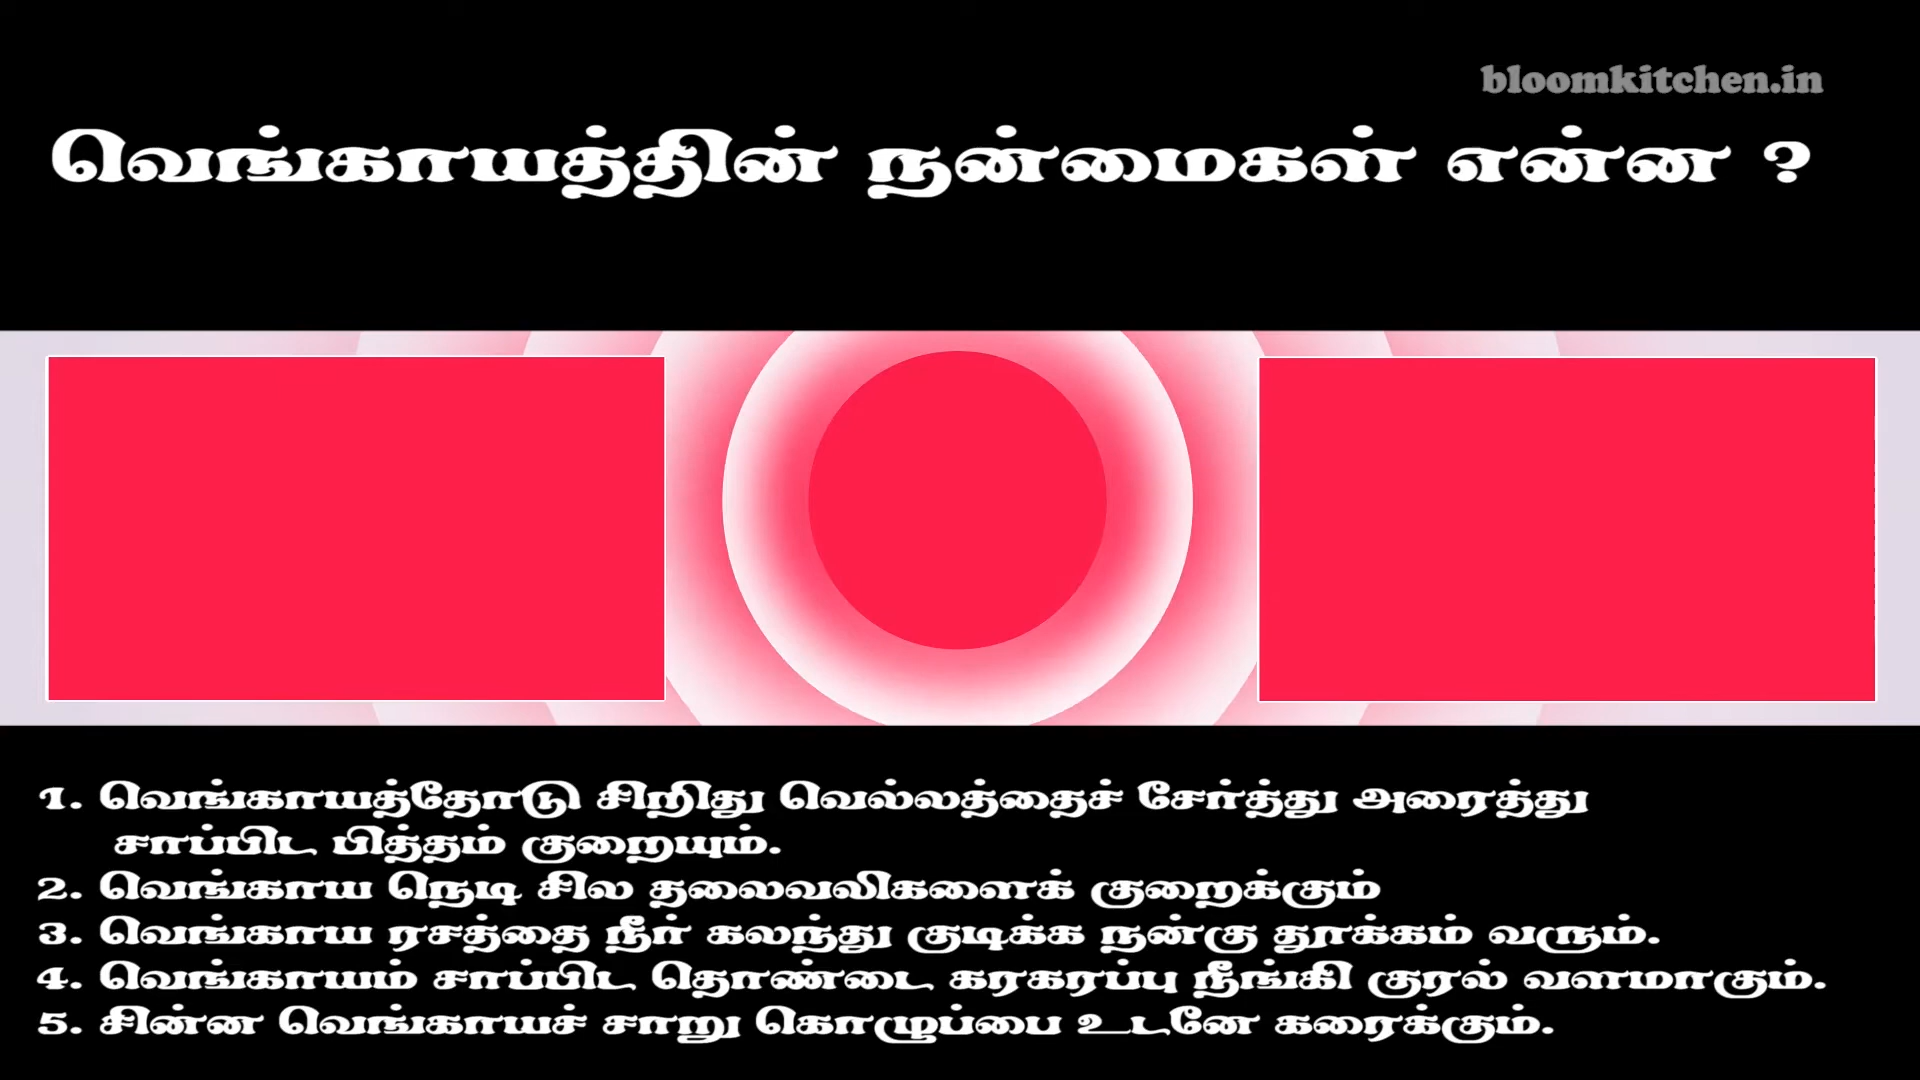 bloomkitchen.in
வெங்காயத்தின் நன்மைகள் என்ன ?
1. வெங்காயத்தோடு சிறிது வெல்லத்தைச் சேர்த்து அரைத்து
சாப்பிட பித்தம் குறையும்.
2. வெங்காய நெடி சில தலைவலிகளைக் குறைக்கும்
3. வெங்காய ரசத்தை நீர் கலந்து குடிக்க நன்கு தூக்கம் வரும்.
4. வெங்காயம் சாப்பிட தொண்டை கரகரப்பு நீங்கி குரல் வளமாகும்.
5. சின்ன வெங்காயச் சாறு கொழுப்பை உடனே கரைக்கும்.